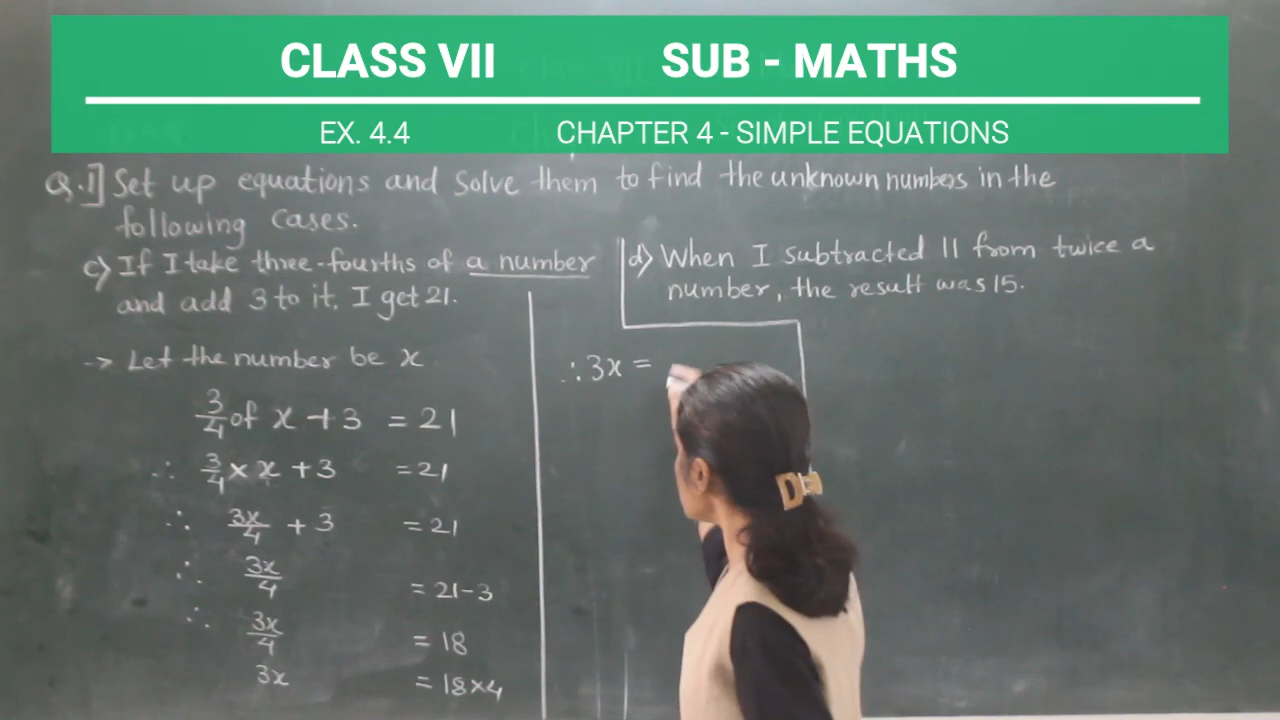 CLASS VII SUB - MATHS
EX. 4.4 CHAPTER 4 - SIMPLE EQUATIONS
Q.1] Set up equations and solve them to find the unknown numbers in the
following cases.
c) If I take three-fourths of a number
and add 3 to it, I get 21.
→ Let the number be x
3/4 of x + 3 = 21
∴ 3/4 × x + 3 = 21
∴ 3x/4 + 3 = 21
∴ 3x/4 = 21-3
∴ 3x/4 = 18
3x = 18×4
d) When I subtracted 11 from twice a
number, the result was 15.
∴ 3x =